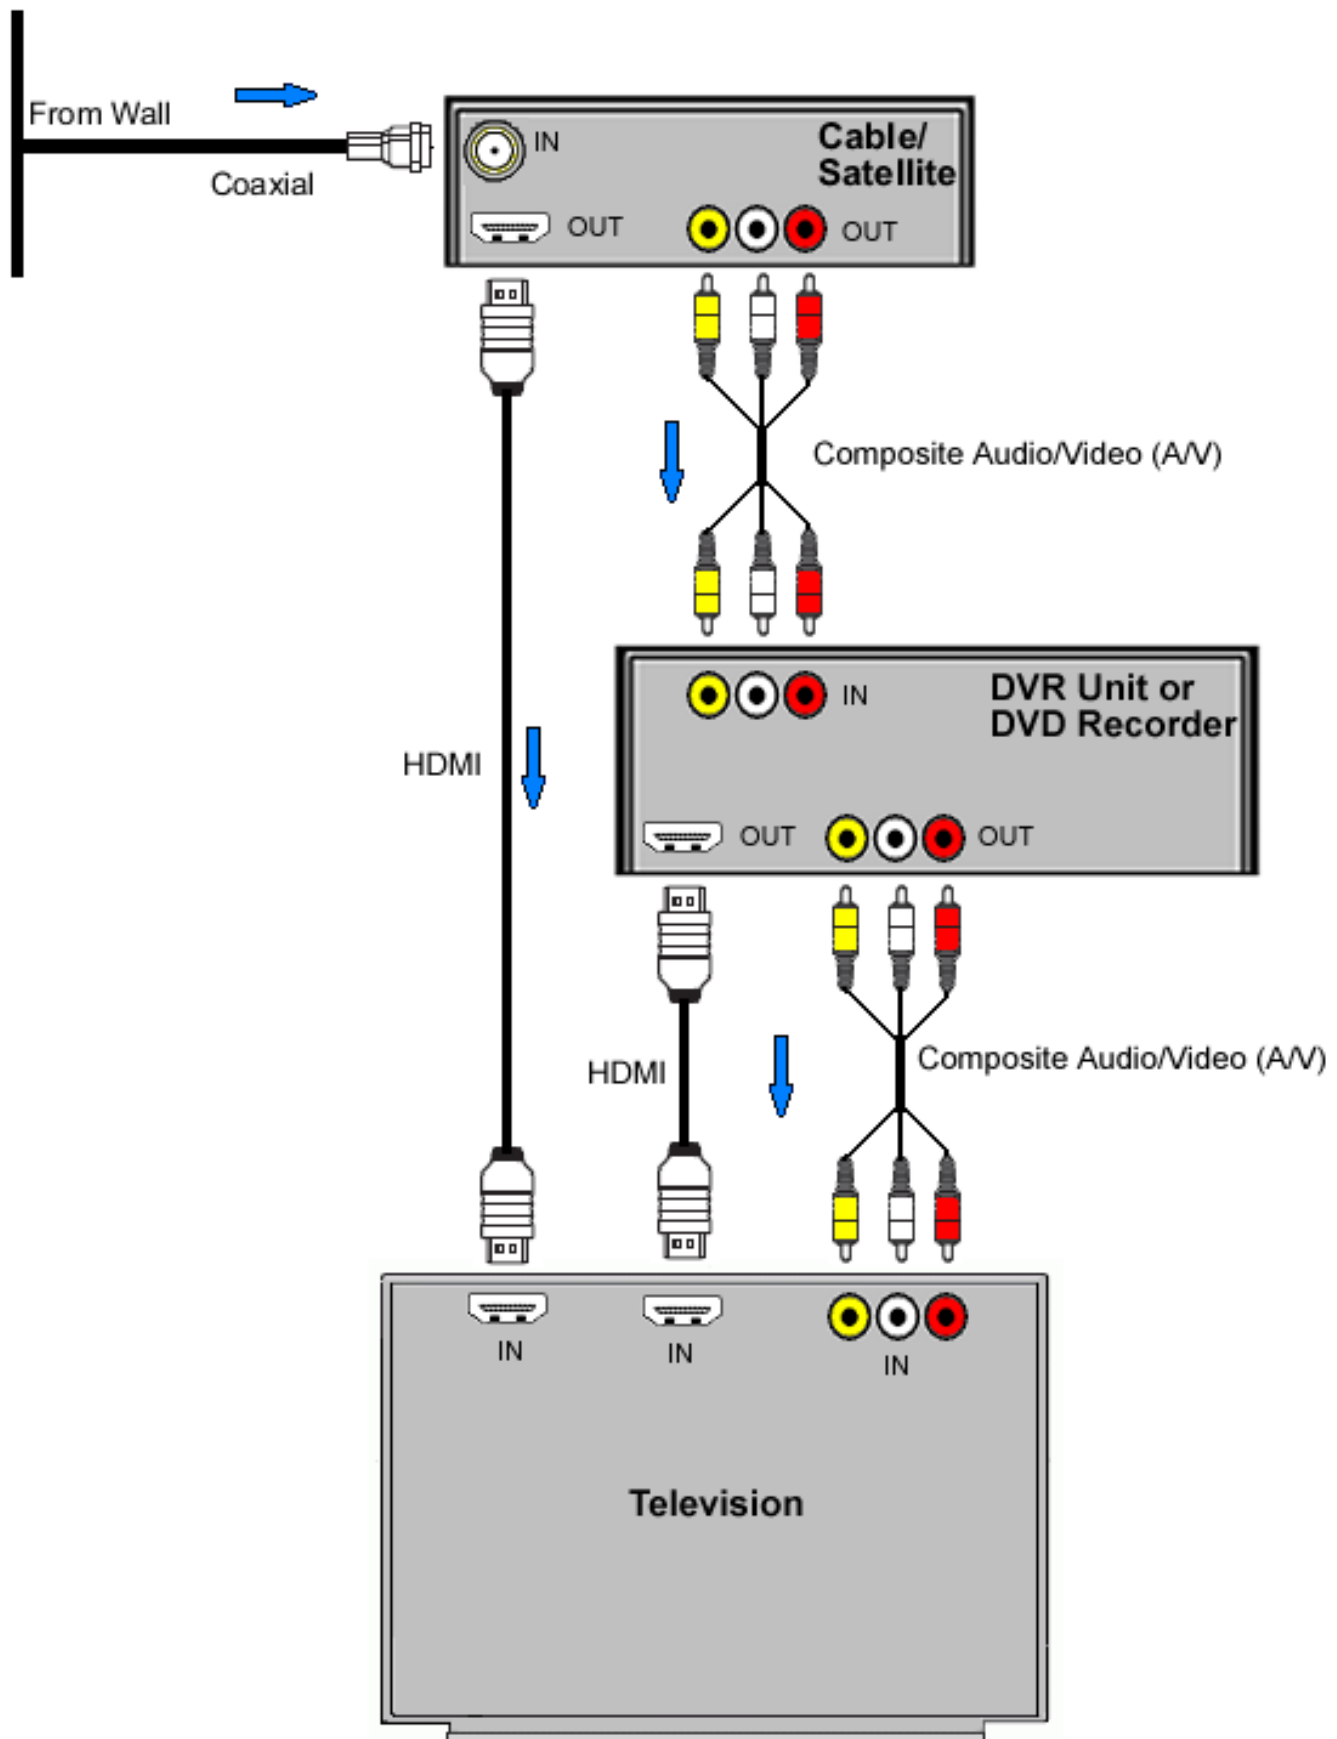 From Wall
Coaxial
IN
Cable/
Satellite
OUT
OUT
Composite Audio/Video (A/V)
IN
DVR Unit or
DVD Recorder
HDMI
OUT
OUT
HDMI
Composite Audio/Video (A/V)
IN
IN
IN
Television